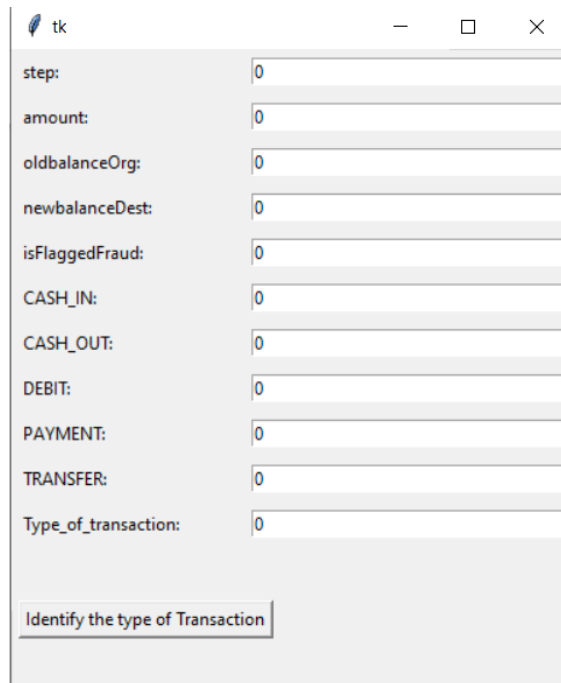 tk
step: 0
amount: 0
oldbalanceOrg: 0
newbalanceDest: 0
isFlaggedFraud: 0
CASH_IN: 0
CASH_OUT: 0
DEBIT: 0
PAYMENT: 0
TRANSFER: 0
Type_of_transaction: 0
Identify the type of Transaction